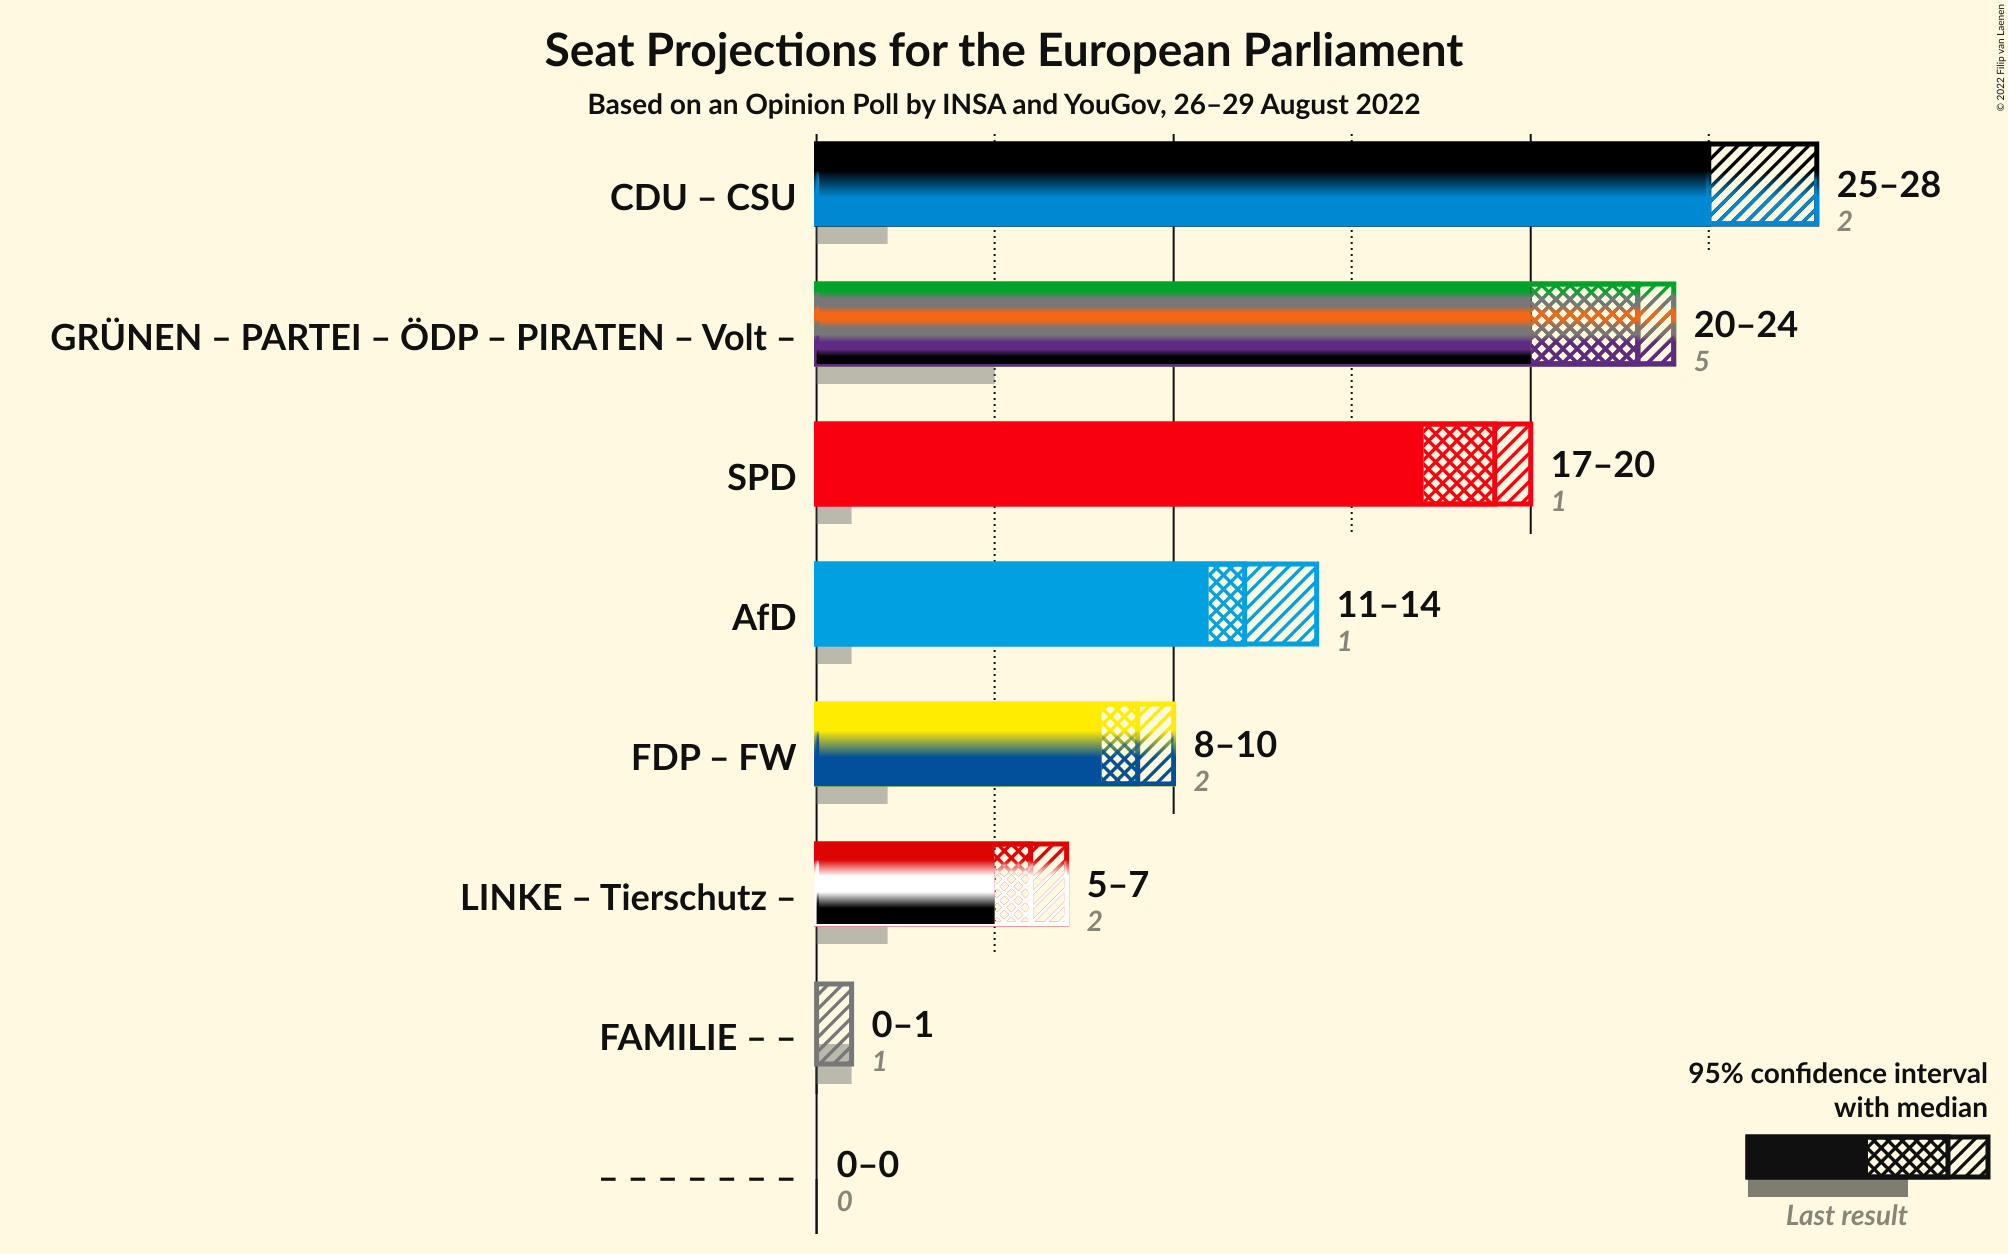 Seat Projections for the European Parliament
Based on an Opinion Poll by INSA and YouGov, 26–29 August 2022
© 2022 Filip van Laenen
CDU – CSU
25–28
2
GRÜNEN – PARTEI – ÖDP – PIRATEN – Volt –
20–24
5
SPD
17–20
1
AfD
11–14
1
FDP – FW
8–10
2
LINKE – Tierschutz –
5–7
2
FAMILIE – –
0–1
1
– – – – – – –
0–0
0
95% confidence interval
with median
Last result